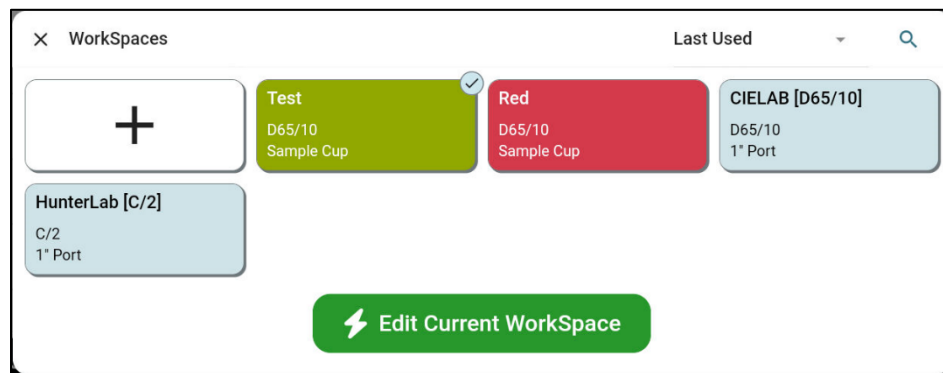 WorkSpaces
Last Used
Test
D65/10
Sample Cup
Red
D65/10
Sample Cup
CIELAB [D65/10]
D65/10
1" Port
HunterLab [C/2]
C/2
1" Port
Edit Current WorkSpace